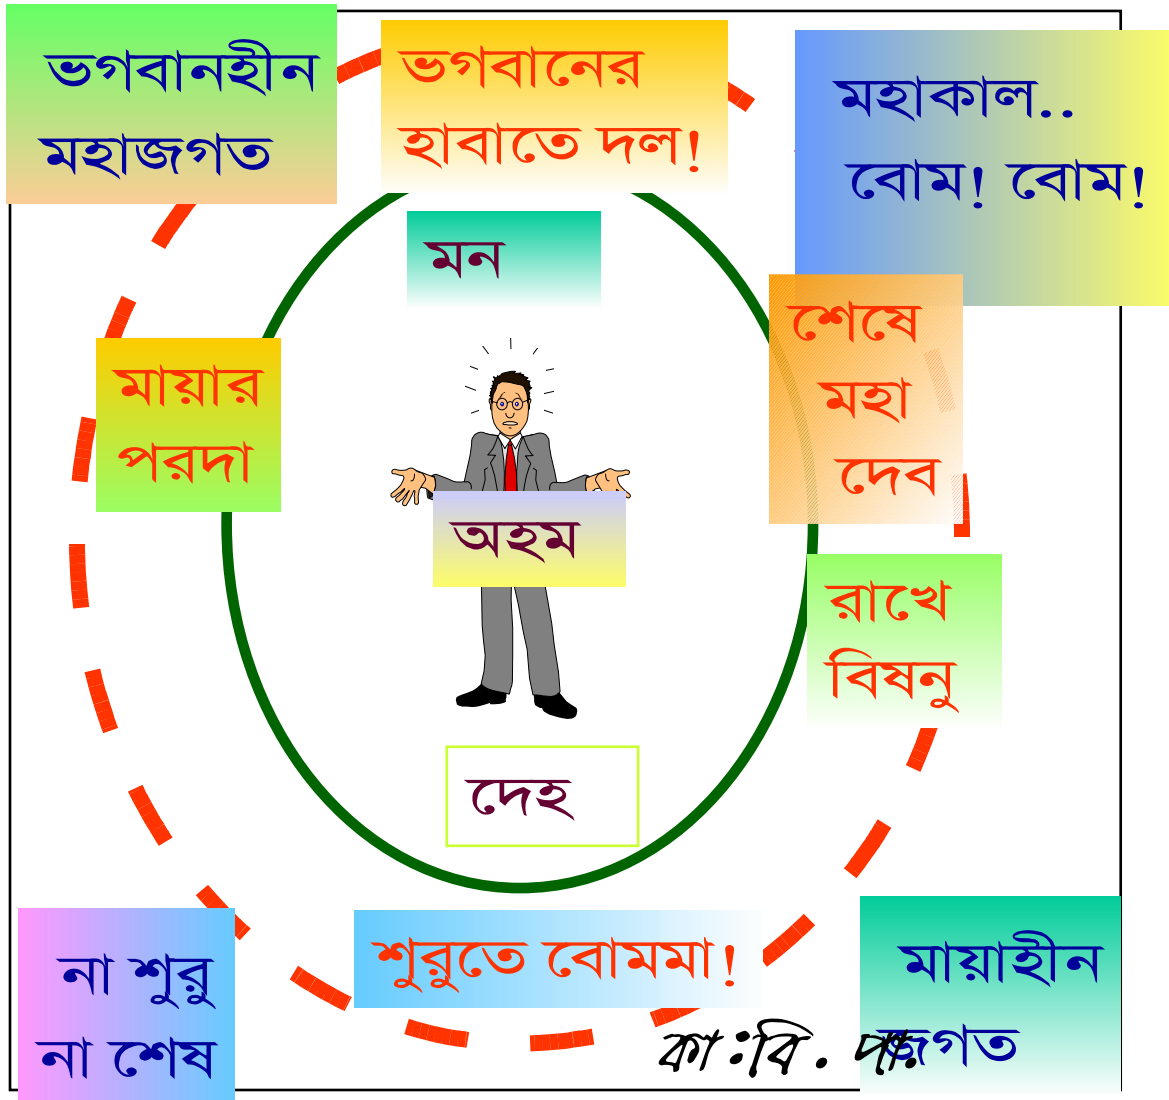 ভগবানহীন
মহাজগত
ভগবানের
হাবাতে দল!
মহাকাল..
বোম! বোম!
মন
শেষে
মহা
দেব
মায়ার
পরদা
অহম
রাখে
বিষনু
দেহ
না শুরু
না শেষ
শুরুতে বোমমা!
মায়াহীন
জগত
কা:বি. পা.